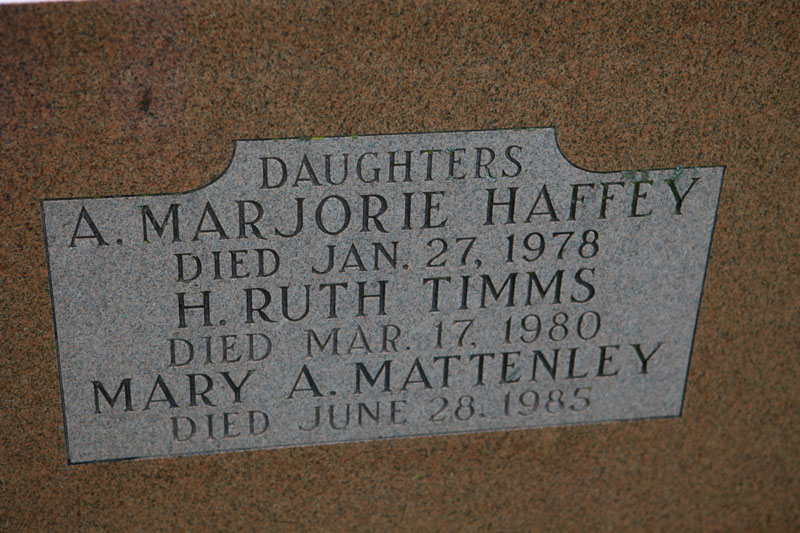 DAUGHTERS
A. MARJORIE HAFFEY
DIED JAN. 27, 1978
H. RUTH TIMMS
DIED MAR. 17, 1980
MARY A. MATTENLEY
DIED JUNE 28. 1985